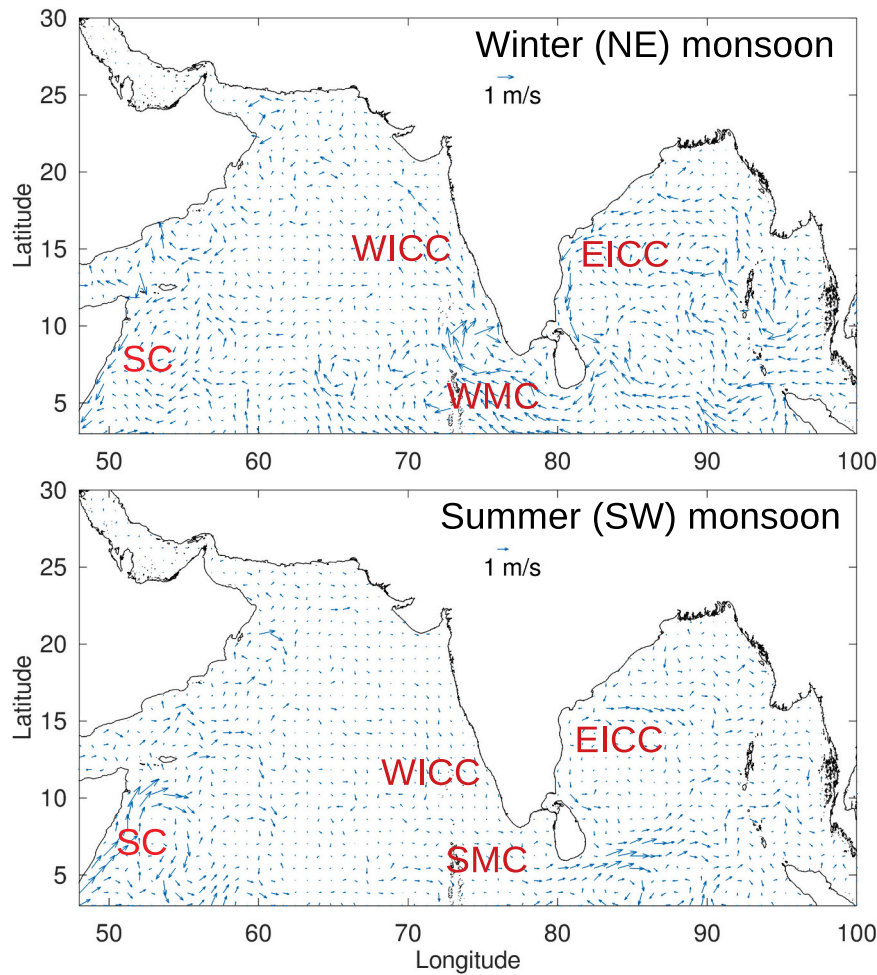 Winter (NE) monsoon
1 m/s
WICC
EICC
SC
WMC
Latitude
30
25
20
15
10
5
50
60
70
80
90
100
Summer (SW) monsoon
1 m/s
EICC
WICC
SC
SMC
Latitude
30
25
20
15
10
5
50
60
70
80
90
100
Longitude